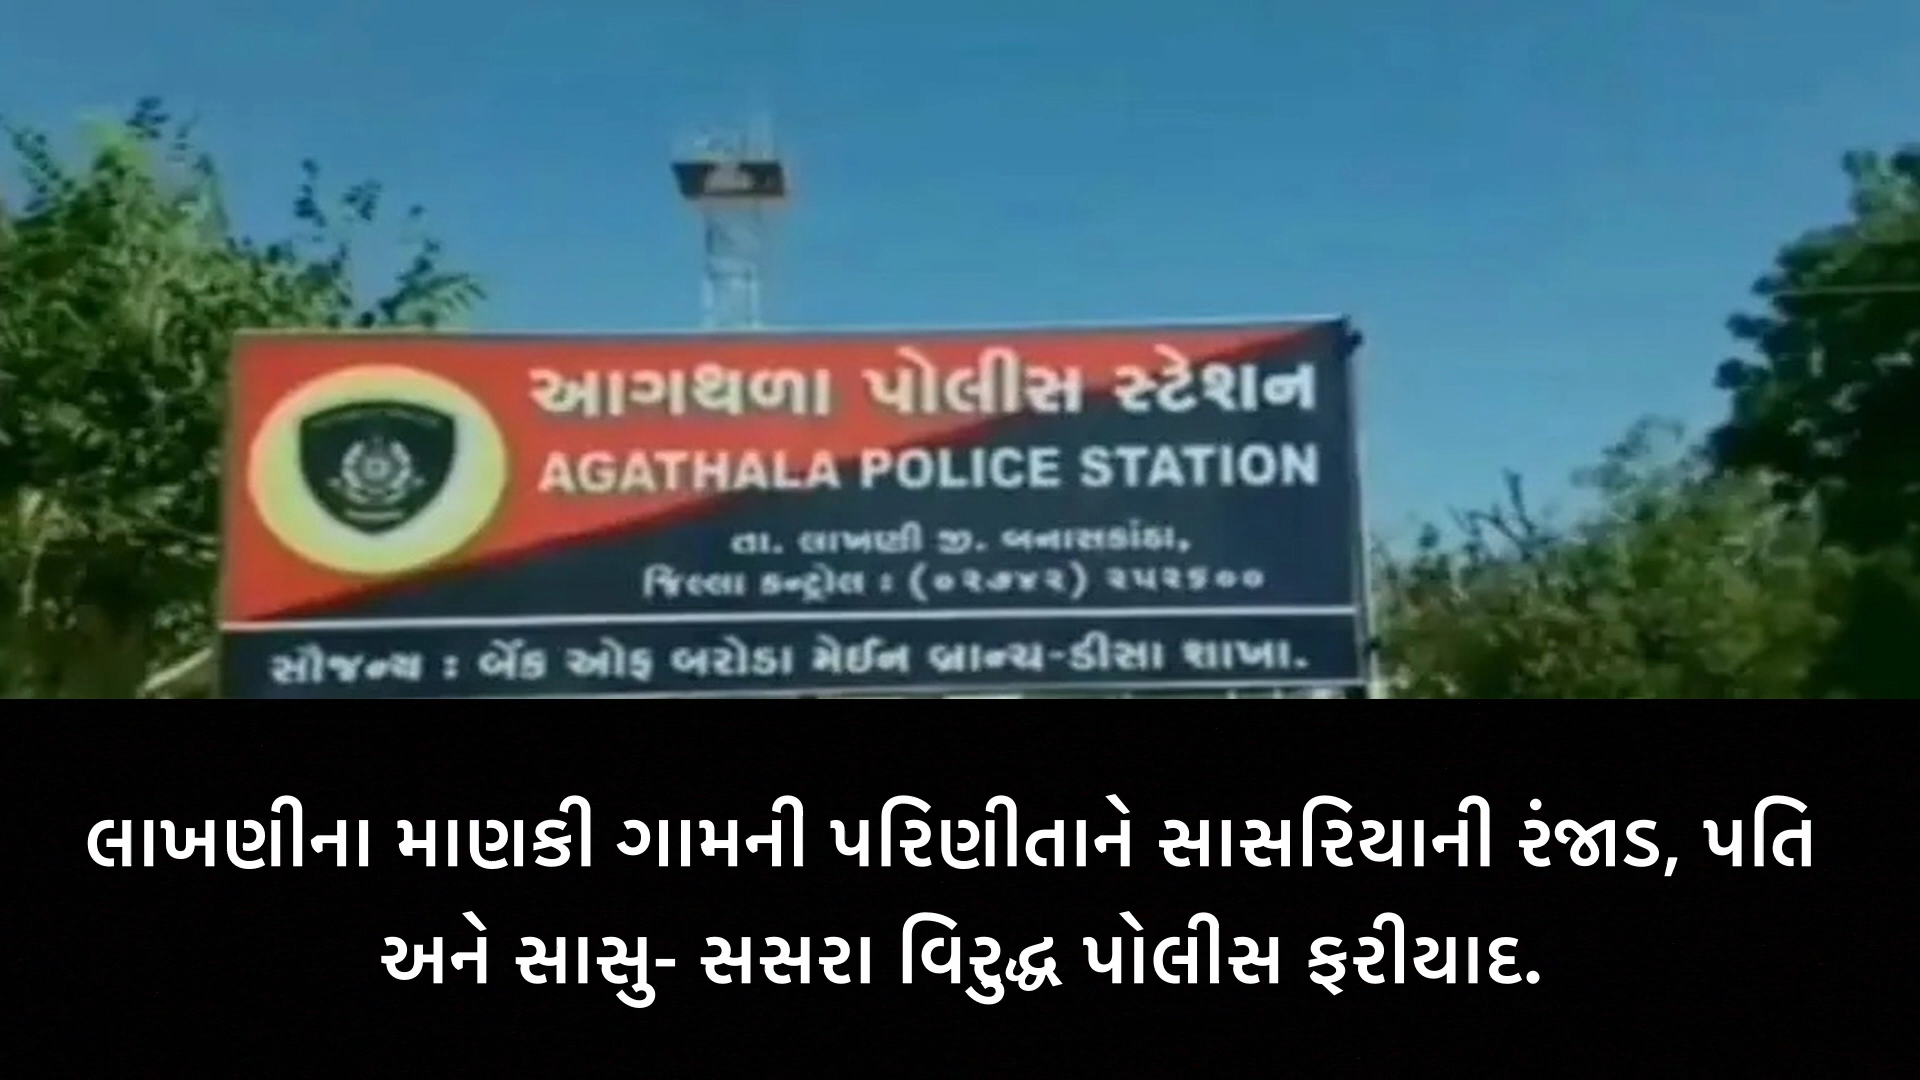 આગથળા પોલીસ સ્ટેશન
AGATHALA POLICE STATION
તા. લાખણી જી. બનાસકાંઠા,
જિલ્લા કન્ટ્રોલ : (૦૨૭૪૨) ૨૫૨૬૦૦
સૌજન્ય : બેંક ઓફ બરોડા મેઈન બ્રાન્ચ-ડીસા શાખા.
લાખણીના માણકી ગામની પરિણીતાને સાસરિયાની રંજાડ, પતિ
અને સાસુ- સસરા વિરુદ્ધ પોલીસ ફરીયાદ.